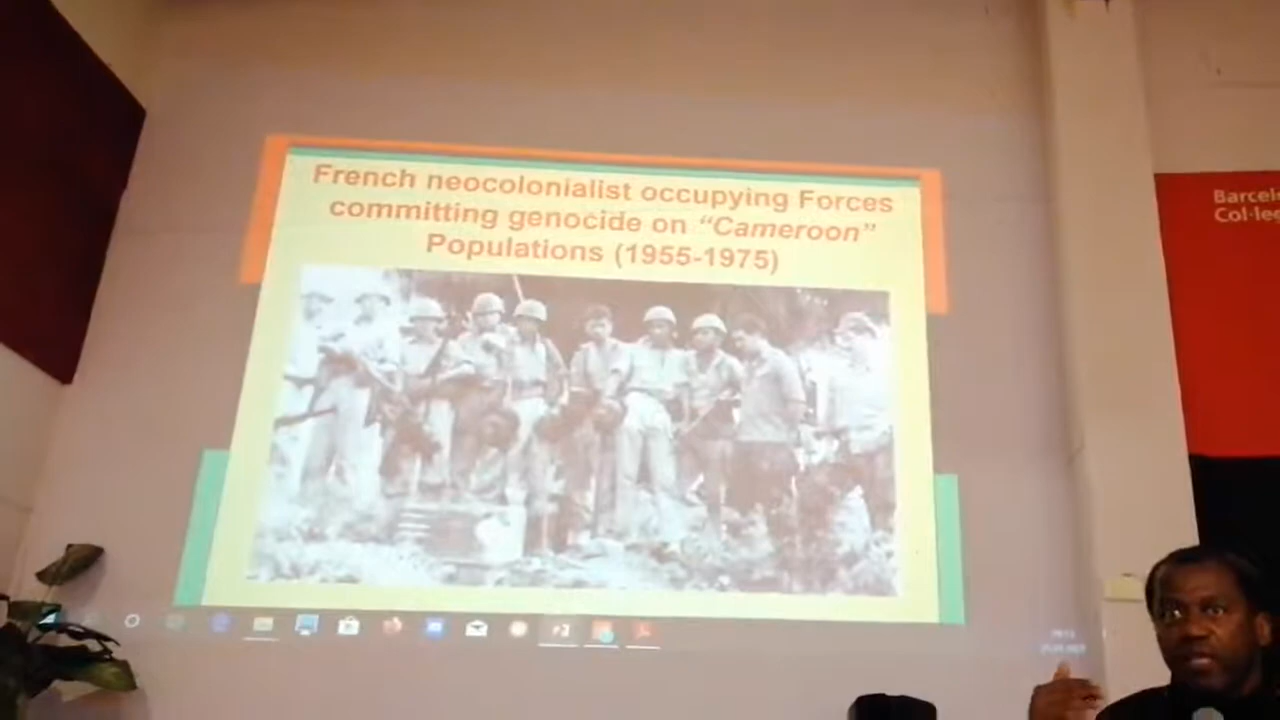 French neocolonialist occupying Forces
committing genocide on “Cameroon”
Populations (1955-1975)